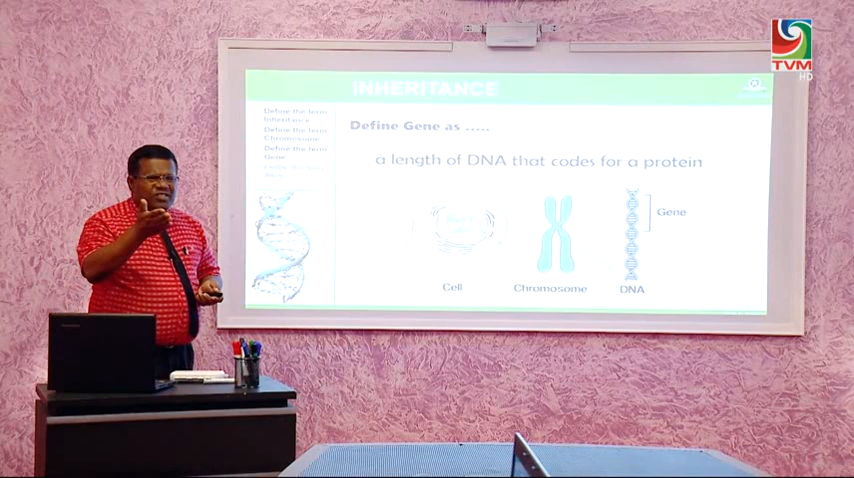 TVM
HD
INHERITANCE
Define the term
Inheritance
Define the term
Chromosome
Define the term
Gene
Define Gene as .....
a length of DNA that codes for a protein
Gene
Cell
Chromosome
DNA